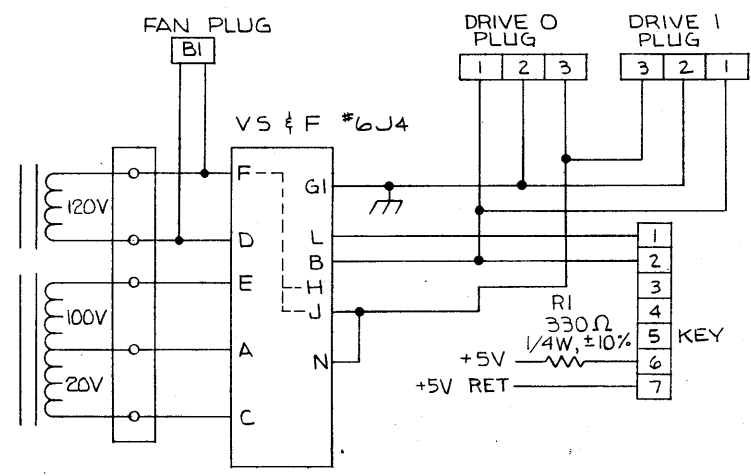 FAN PLUG
B1
DRIVE 0
PLUG
1 2 3
DRIVE 1
PLUG
3 2 1
VS & F #6J4
120V
100V
20V
F
D
E
A
C
G1
L
B
H
J
N
1
2
3
4
5
6
7
KEY
R1
330Ω
1/4W, ±10%
+5V
+5V RET